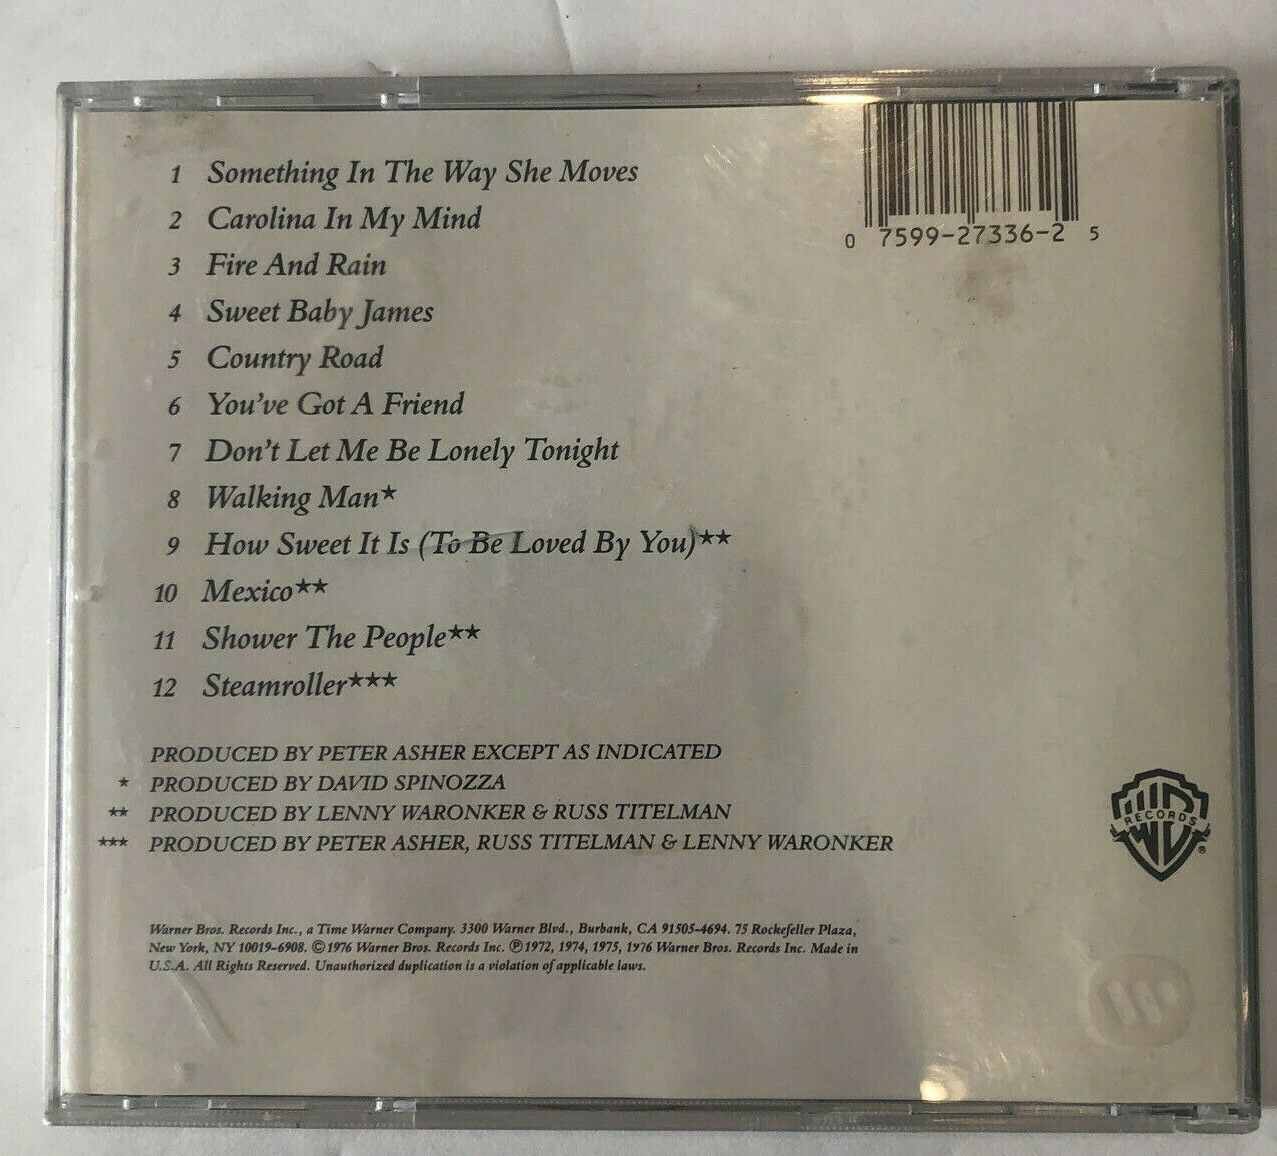 1 Something In The Way She Moves
2 Carolina In My Mind
3 Fire And Rain
4 Sweet Baby James
5 Country Road
6 You've Got A Friend
7 Don't Let Me Be Lonely Tonight
8 Walking Man★
9 How Sweet It Is (To Be Loved By You)★★
10 Mexico★★
11 Shower The People★★
12 Steamroller★★★
0 7599-27336-2 5
PRODUCED BY PETER ASHER EXCEPT AS INDICATED
★ PRODUCED BY DAVID SPINOZZA
★★ PRODUCED BY LENNY WARONKER & RUSS TITELMAN
★★★ PRODUCED BY PETER ASHER, RUSS TITELMAN & LENNY WARONKER
WB
RECORDS
®
Warner Bros. Records Inc., a Time Warner Company. 3300 Warner Blvd., Burbank, CA 91505-4694. 75 Rockefeller Plaza,
New York, NY 10019-6908. ©1976 Warner Bros. Records Inc. ℗1972, 1974, 1975, 1976 Warner Bros. Records Inc. Made in
U.S.A. All Rights Reserved. Unauthorized duplication is a violation of applicable laws.